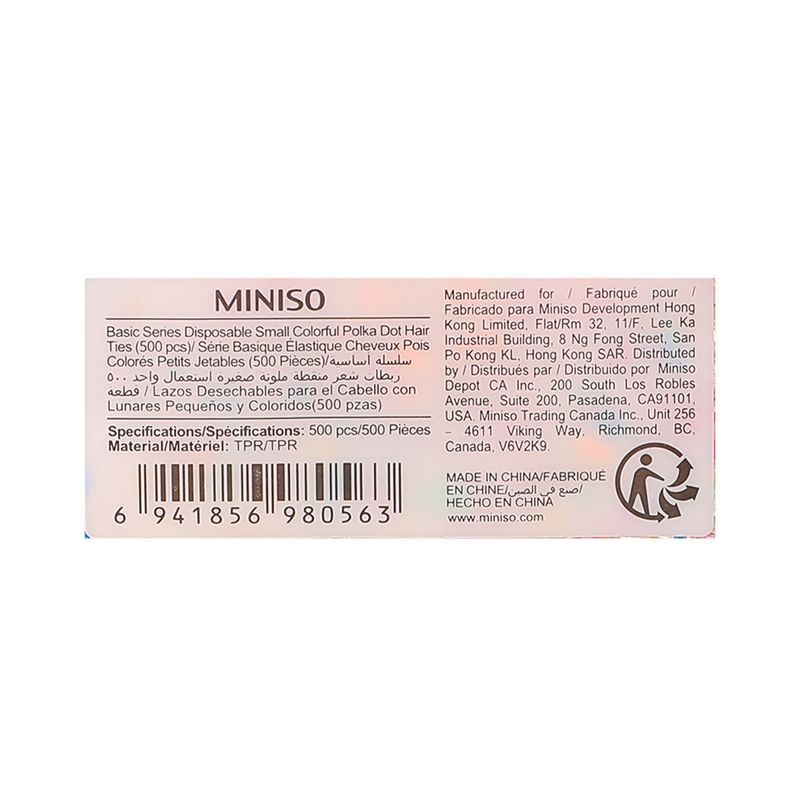 MINISO
Basic Series Disposable Small Colorful Polka Dot Hair
Ties (500 pcs)/ Série Basique Élastique Cheveux Pois
Colorés Petits Jetables (500 Pièces)/سلسلة أساسية
ربطات شعر منقطة ملونة صغيرة استعمال واحد ٥٠٠
قطعة / Lazos Desechables para el Cabello con
Lunares Pequeños y Coloridos(500 pzas)
Specifications/Spécifications: 500 pcs/500 Pièces
Material/Matériel: TPR/TPR
6 941856 980563
Manufactured for / Fabriqué pour /
Fabricado para Miniso Development Hong
Kong Limited, Flat/Rm 32, 11/F, Lee Ka
Industrial Building, 8 Ng Fong Street, San
Po Kong KL, Hong Kong SAR. Distributed
by / Distribués par / Distribuido por Miniso
Depot CA Inc., 200 South Los Robles
Avenue, Suite 200, Pasadena, CA91101,
USA. Miniso Trading Canada Inc., Unit 256
- 4611 Viking Way, Richmond, BC,
Canada, V6V2K9.
MADE IN CHINA/FABRIQUÉ
EN CHINE/صنع في الصين/
HECHO EN CHINA
www.miniso.com